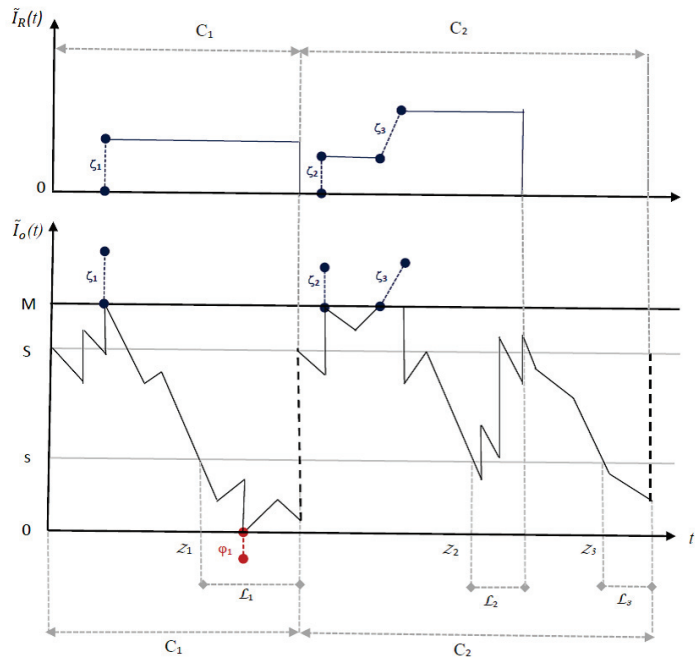 Ĩ_R(t)
C₁ C₂
ζ₃
ζ₁
ζ₂
0
Ĩ_o(t)
ζ₁ ζ₂ ζ₃
M
S
s
0
Z₁ φ₁ Z₂ Z₃ t
ℒ₁ ℒ₂ ℒ₃
C₁ C₂